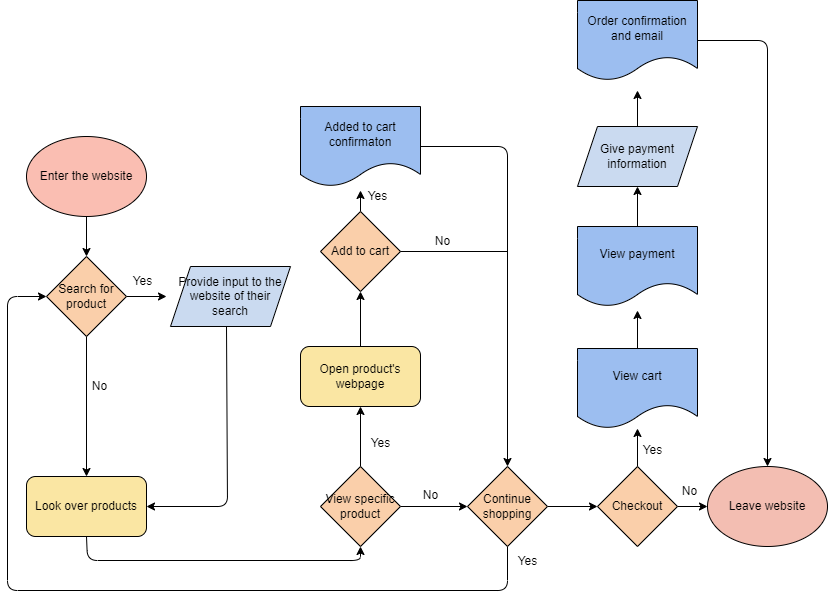 Order confirmation
and email
Added to cart
confirmaton
Give payment
information
Enter the website
Yes
Add to cart
No
View payment
Search for
product
Yes
Provide input to the
website of their
search
No
Open product's
webpage
View cart
Yes
Yes
Look over products
View specific
product
No
Continue
shopping
Checkout
No
Leave website
Yes